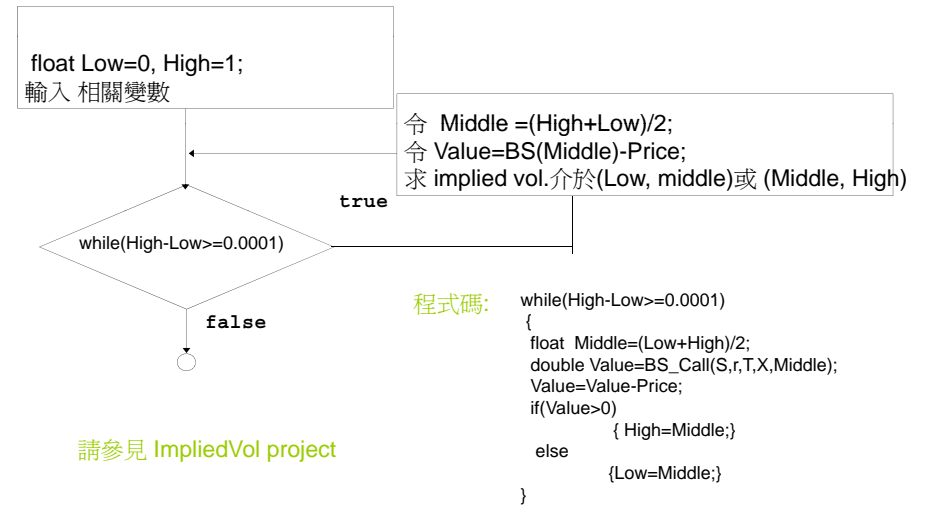 float Low=0, High=1;
輸入 相關變數
令 Middle =(High+Low)/2;
令 Value=BS(Middle)-Price;
求 implied vol.介於(Low, middle)或 (Middle, High)
true
while(High-Low>=0.0001)
false
程式碼:
while(High-Low>=0.0001)
{
float Middle=(Low+High)/2;
double Value=BS_Call(S,r,T,X,Middle);
Value=Value-Price;
if(Value>0)
{ High=Middle;}
else
{Low=Middle;}
}
請參見 ImpliedVol project